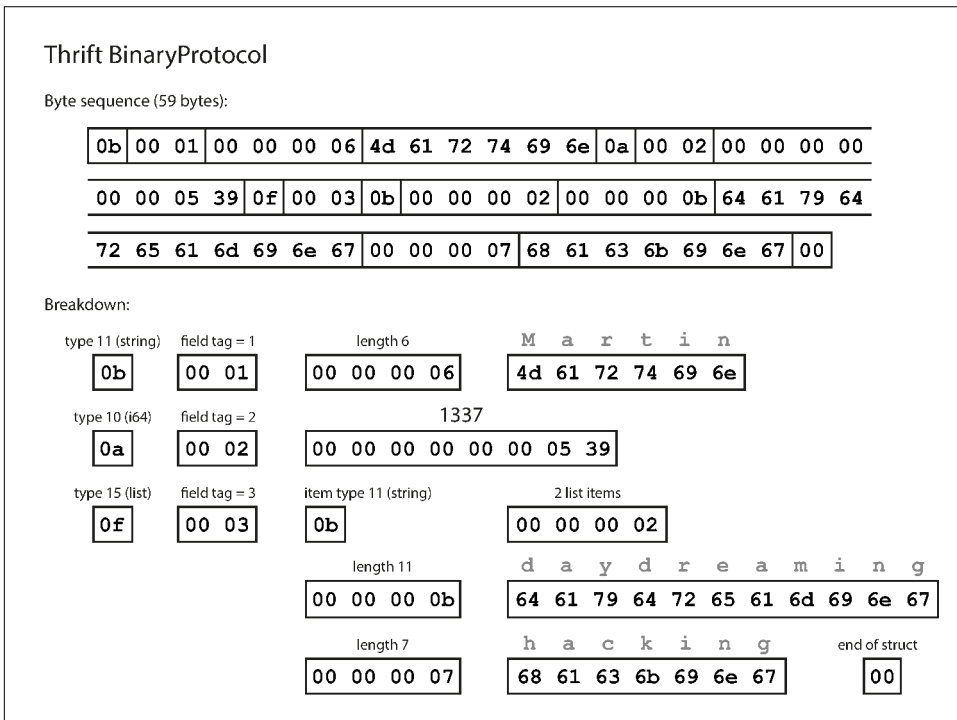 Thrift BinaryProtocol
Byte sequence (59 bytes):
0b 00 01 00 00 00 06 4d 61 72 74 69 6e 0a 00 02 00 00 00 00
00 00 05 39 0f 00 03 0b 00 00 00 02 00 00 00 0b 64 61 79 64
72 65 61 6d 69 6e 67 00 00 00 07 68 61 63 6b 69 6e 67 00
Breakdown:
type 11 (string) field tag = 1 length 6 M a r t i n
0b 00 01 00 00 00 06 4d 61 72 74 69 6e
type 10 (i64) field tag = 2 1337
0a 00 02 00 00 00 00 00 00 05 39
type 15 (list) field tag = 3 item type 11 (string) 2 list items
0f 00 03 0b 00 00 00 02
length 11 d a y d r e a m i n g
00 00 00 0b 64 61 79 64 72 65 61 6d 69 6e 67
length 7 h a c k i n g end of struct
00 00 00 07 68 61 63 6b 69 6e 67 00